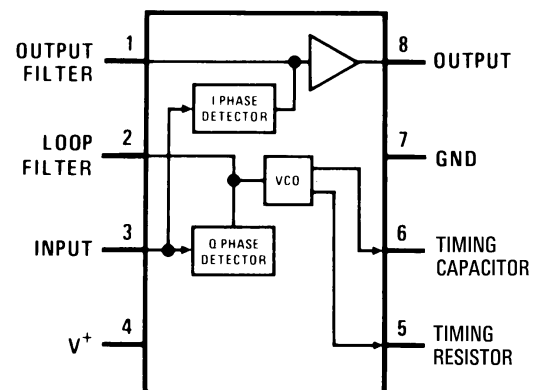 OUTPUT
FILTER
1
LOOP
FILTER
2
INPUT
3
V+
4
I PHASE
DETECTOR
VCO
Q PHASE
DETECTOR
8
OUTPUT
7
GND
6
TIMING
CAPACITOR
5
TIMING
RESISTOR